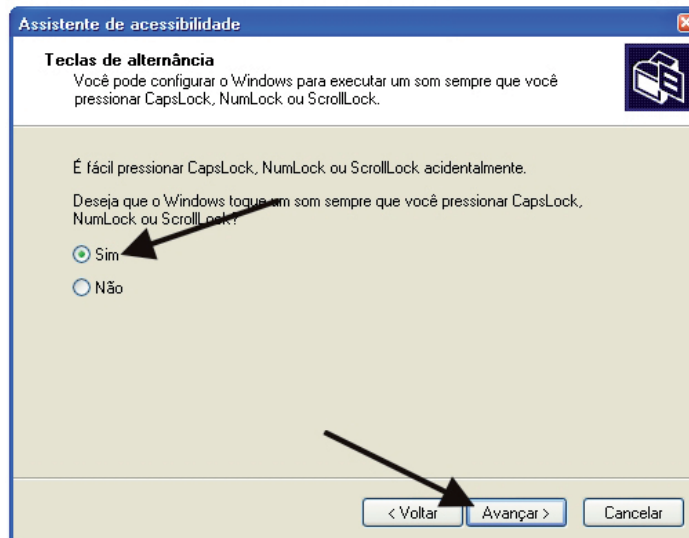 Assistente de acessibilidade
Teclas de alternância
Você pode configurar o Windows para executar um som sempre que você
pressionar CapsLock, NumLock ou ScrollLock.
É fácil pressionar CapsLock, NumLock ou ScrollLock acidentalmente.
Deseja que o Windows toque um som sempre que você pressionar CapsLock,
NumLock ou ScrollLock?
Sim
Não
< Voltar Avançar > Cancelar